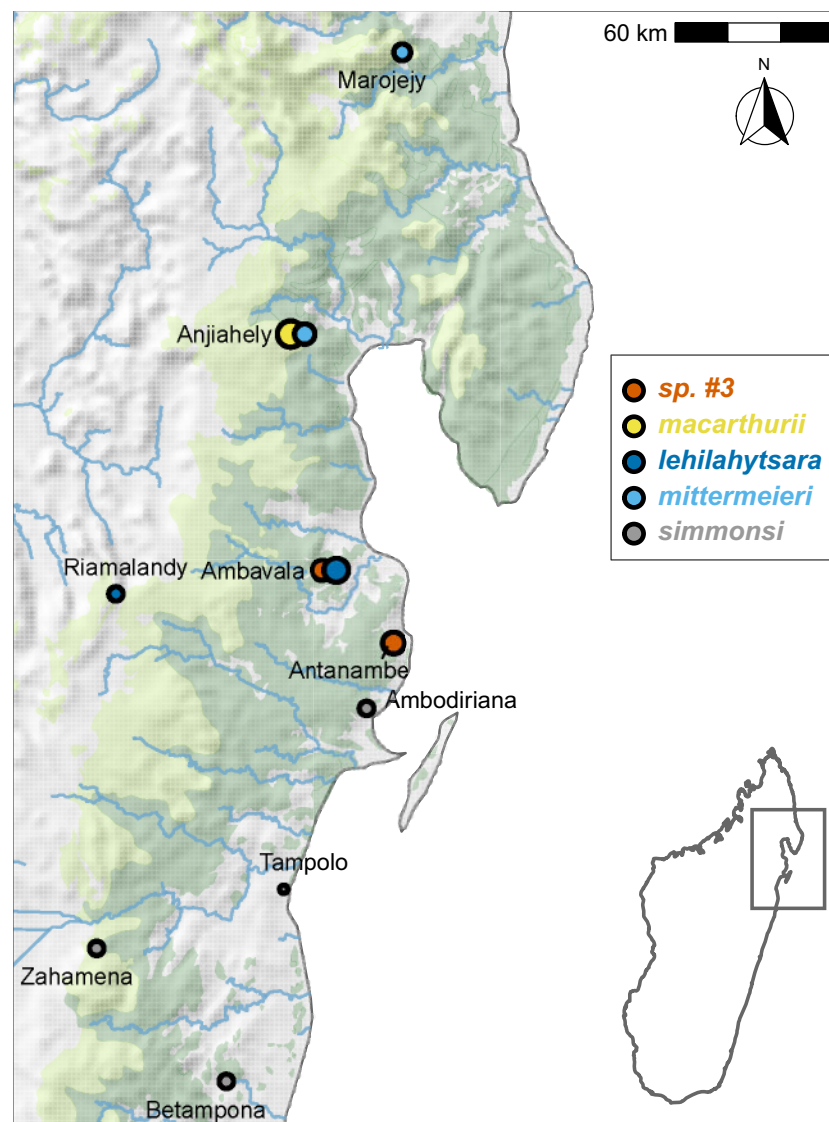 60 km
Marojejy
N
Anjiahely
sp. #3
macarthurii
lehilahytsara
mittermeieri
simmonsi
Riamalandy
Ambavala
Antanambe
Ambodiriana
Tampolo
Zahamena
Betampona